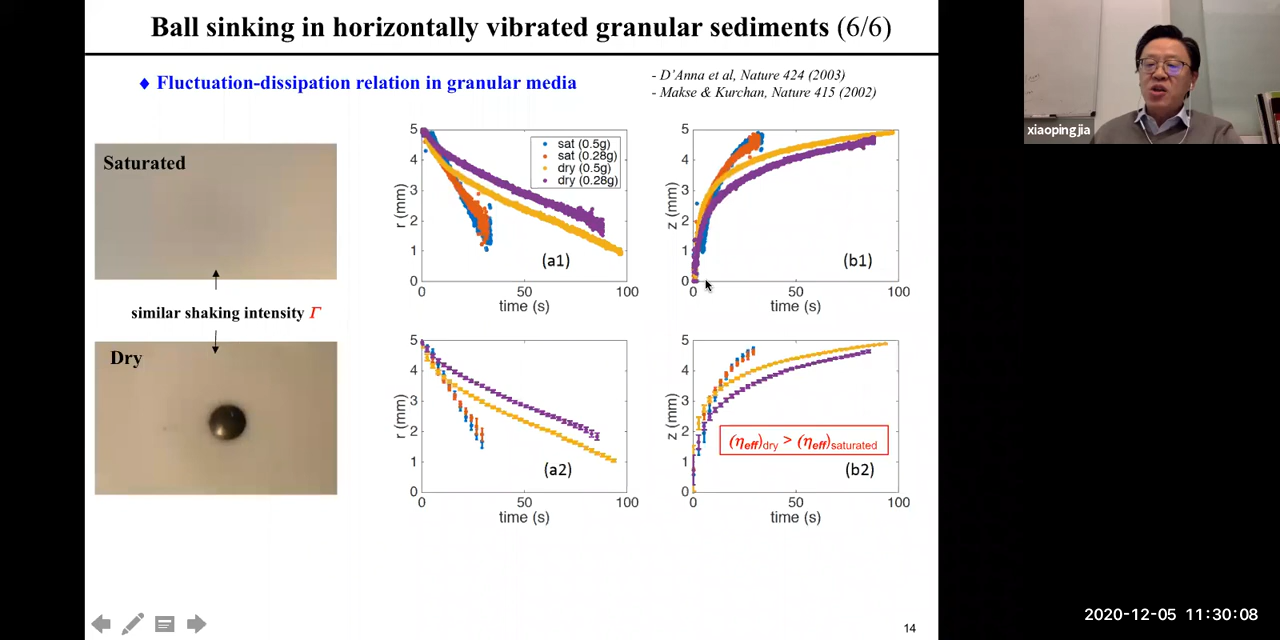 Ball sinking in horizontally vibrated granular sediments (6/6)
♦ Fluctuation-dissipation relation in granular media
- D'Anna et al, Nature 424 (2003)
- Makse & Kurchan, Nature 415 (2002)
Saturated
similar shaking intensity Γ
Dry
5
4
3
2
1
0
r (mm)
0 50 100
time (s)
sat (0.5g)
sat (0.28g)
dry (0.5g)
dry (0.28g)
(a1)
5
4
3
2
1
0
z (mm)
0 50 100
time (s)
(b1)
5
4
3
2
1
0
r (mm)
0 50 100
time (s)
(a2)
5
4
3
2
1
0
z (mm)
0 50 100
time (s)
(ηeff)dry > (ηeff)saturated
(b2)
14
xiaopingjia
2020-12-05 11:30:08